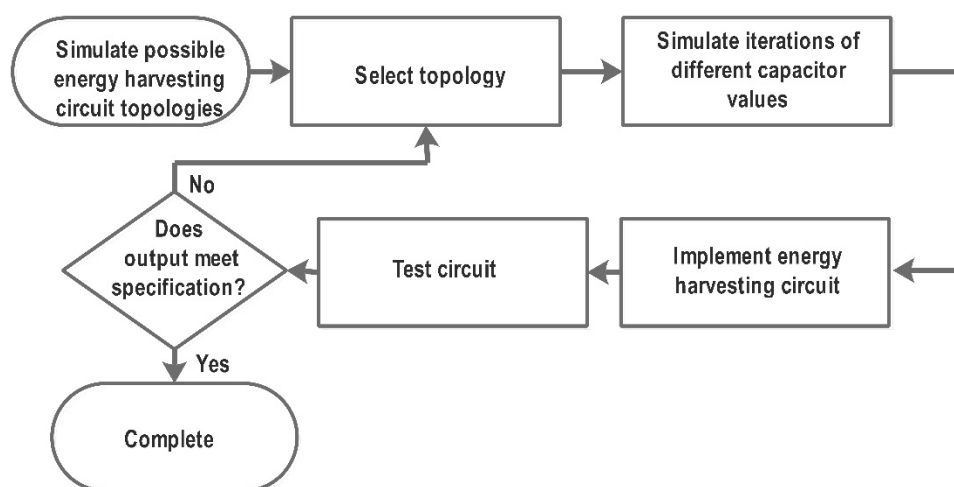 Simulate possible
energy harvesting
circuit topologies
Select topology
Simulate iterations of
different capacitor
values
Implement energy
harvesting circuit
Test circuit
Does
output meet
specification?
No
Yes
Complete